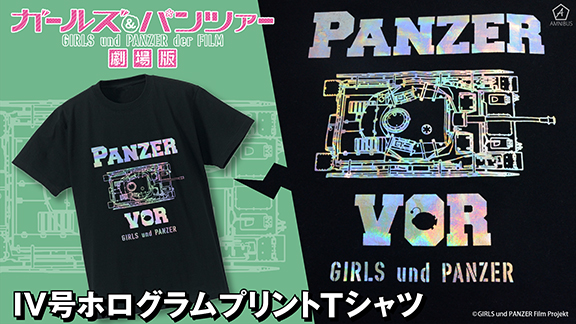 ガールズ&パンツァー
GIRLS und PANZER der FILM
劇場版
PANZER
VOR
GIRLS und PANZER
PANZER
VOR
GIRLS und PANZER
AMNIBUS
IV号ホログラムプリントTシャツ
©GIRLS und PANZER Film Projekt